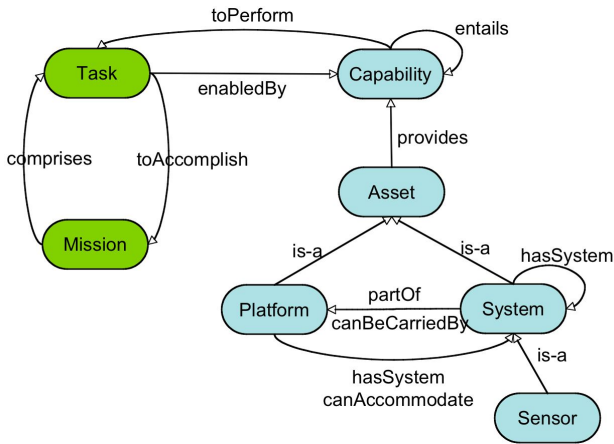 toPerform
entails
Task
Capability
enabledBy
comprises
toAccomplish
provides
Asset
Mission
is-a
is-a
hasSystem
Platform
partOf
canBeCarriedBy
System
is-a
hasSystem
canAccommodate
Sensor